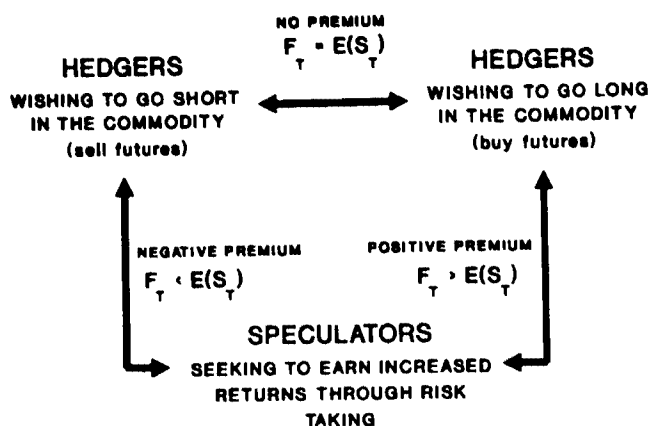 NO PREMIUM
F_T = E(S_T)
HEDGERS
WISHING TO GO SHORT
IN THE COMMODITY
(sell futures)
HEDGERS
WISHING TO GO LONG
IN THE COMMODITY
(buy futures)
NEGATIVE PREMIUM
F_T < E(S_T)
POSITIVE PREMIUM
F_T > E(S_T)
SPECULATORS
SEEKING TO EARN INCREASED
RETURNS THROUGH RISK
TAKING